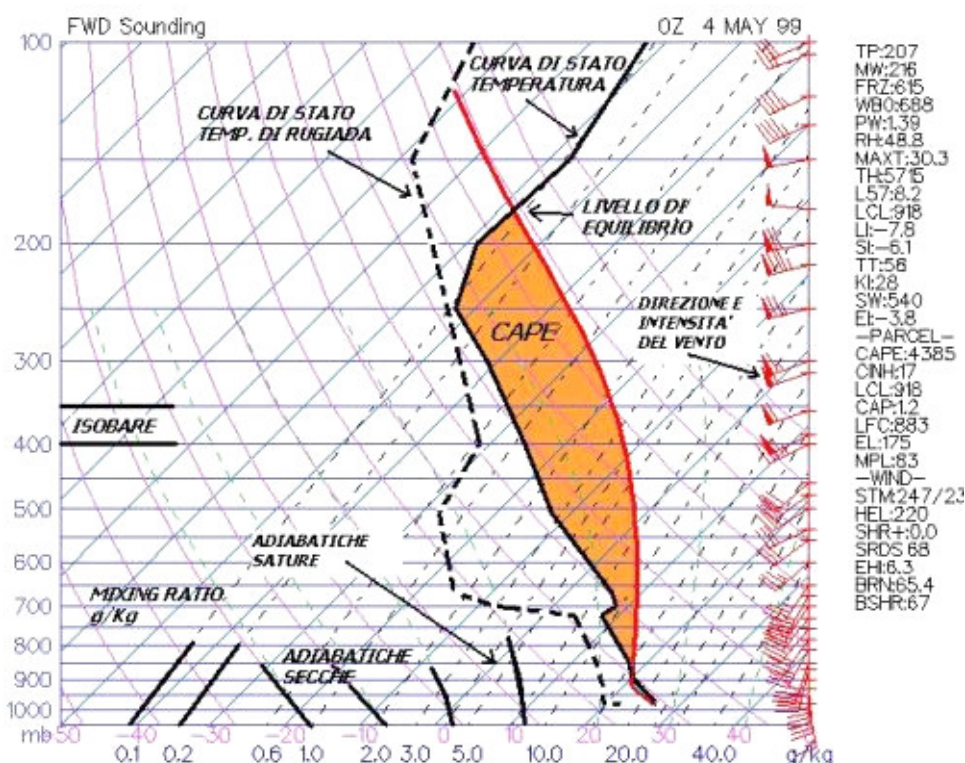 FWD Sounding
OZ 4 MAY 99
100
200
300
400
500
600
700
800
900
1000
mb
CURVA DI STATO
TEMPERATURA
CURVA DI STATO
TEMP. DI RUGIADA
LIVELLO DI
EQUILIBRIO
CAPE
DIREZIONE E
INTENSITA'
DEL VENTO
ISOBARE
ADIABATICHE
SATURE
MIXING RATIO
g/Kg
ADIABATICHE
SECCHE
-50 -40 -30 -20 -10 0 10 20 30 40
0.1 0.2 0.6 1.0 2.0 3.0 5.0 10.0 20.0 40.0 g/kg
TP:207
MW:216
FRZ:615
WB0:688
PW:1.39
RH:48.8
MAXT:30.3
TH:5715
L57:8.2
LCL:918
LI:-7.8
SI:-6.1
TT:56
KI:28
SW:540
EI:-3.8
-PARCEL-
CAPE:4385
CINH:17
LCL:918
CAP:1.2
LFC:883
EL:175
MPL:83
-WIND-
STM:247/23
HEL:220
SHR+:0.0
SRDS 68
EHI:6.3
BRN:65.4
BSHR:67